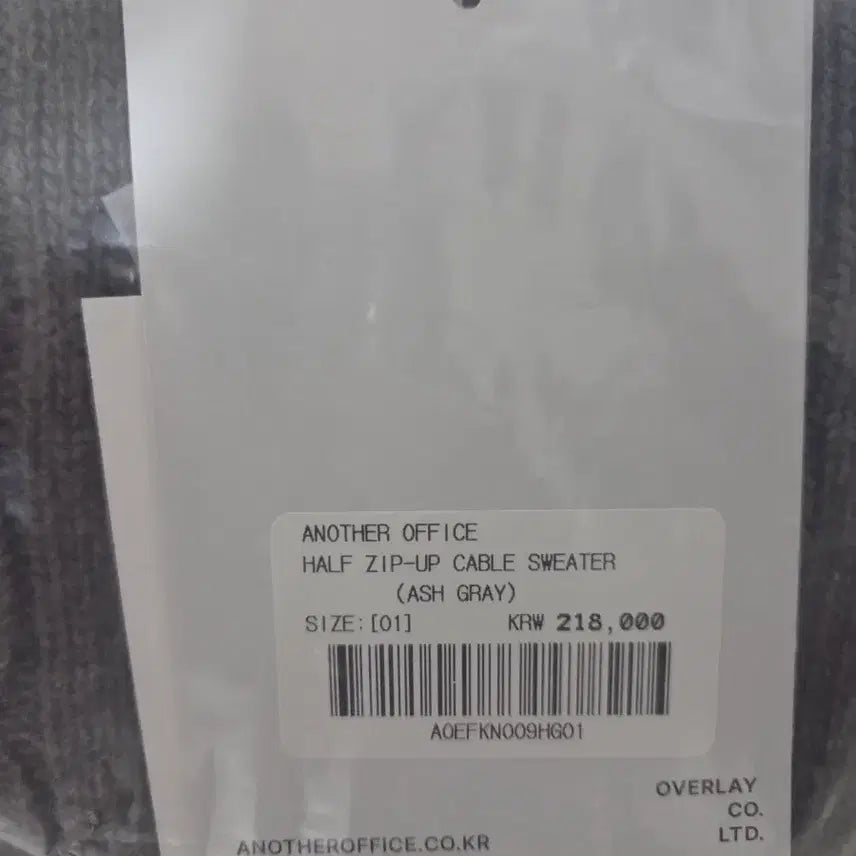 ANOTHER OFFICE
HALF ZIP-UP CABLE SWEATER
(ASH GRAY)
SIZE:[01] KRW 218,000
AOEFKN009HG01
OVERLAY
CO.
LTD.
ANOTHEROFFICE.CO.KR